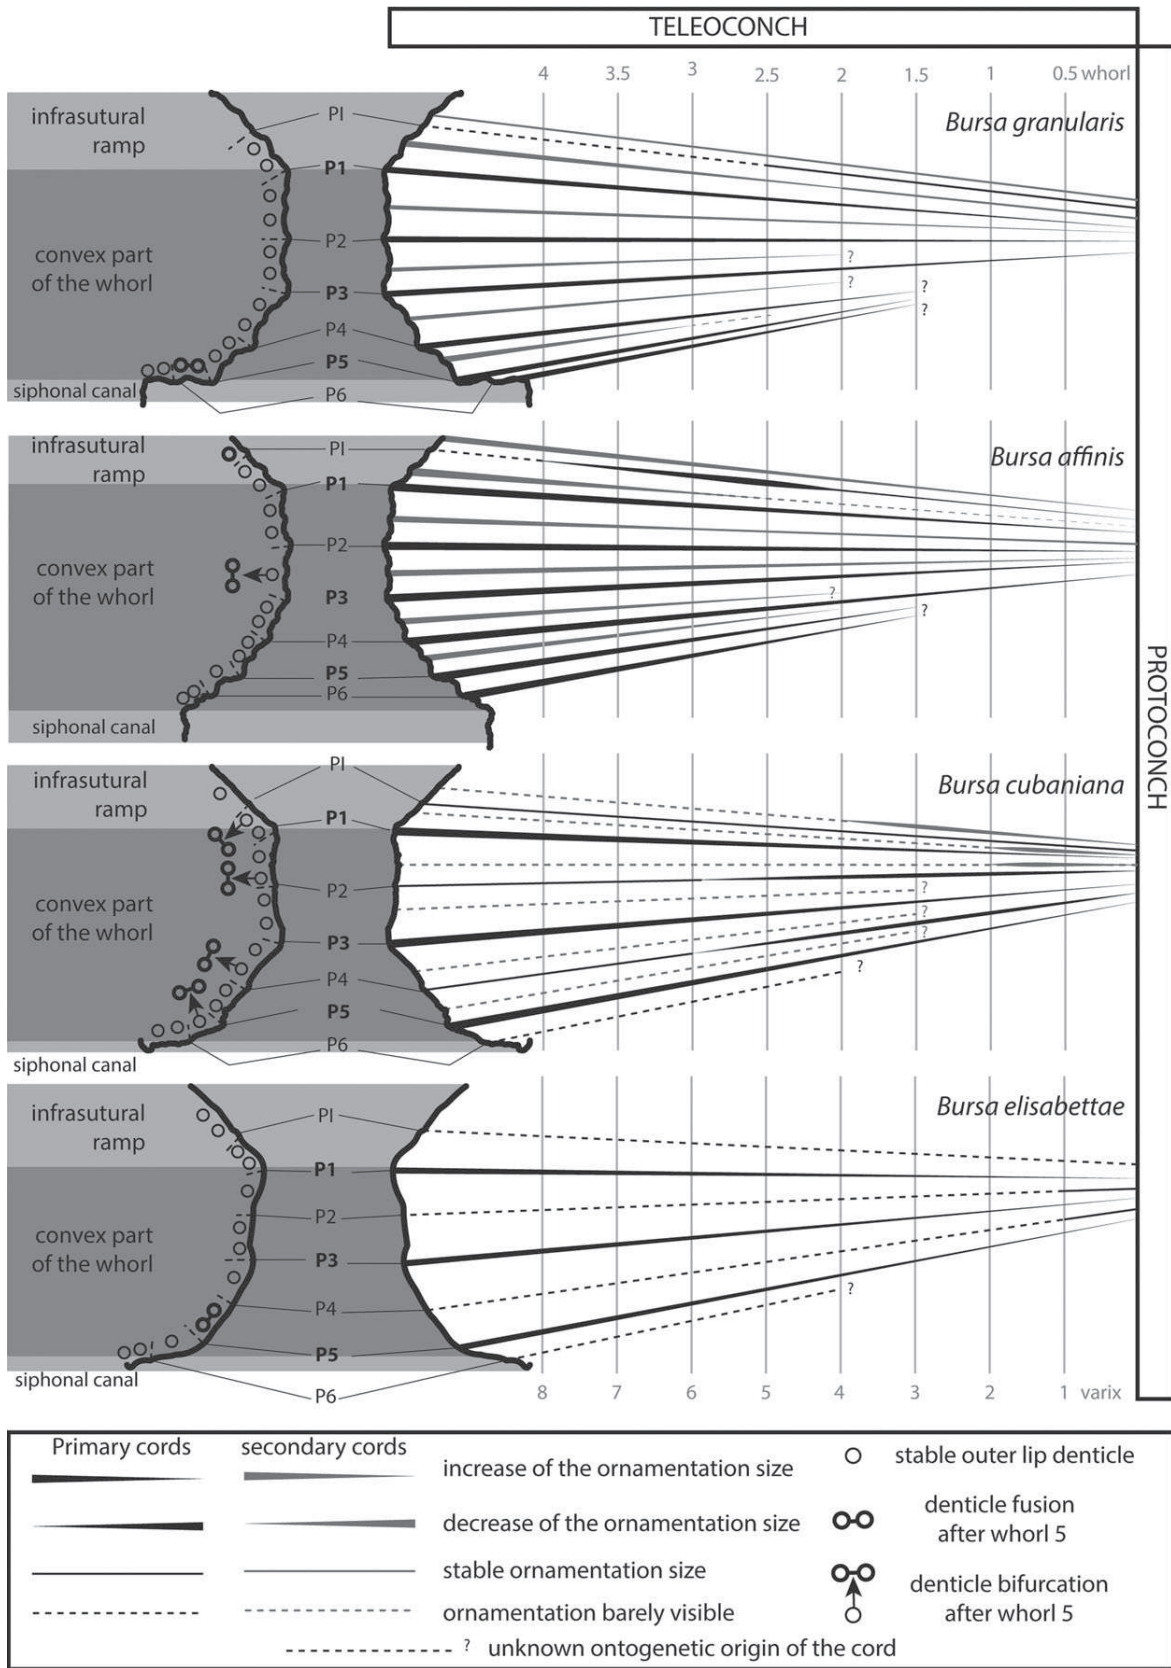 TELEOCONCH
4 3.5 3 2.5 2 1.5 1 0.5 whorl
infrasutural
ramp
PI
Bursa granularis
P1
convex part
of the whorl
P2
?
?
P3
?
?
P4
P5
siphonal canal
P6
infrasutural
ramp
PI
Bursa affinis
P1
P2
convex part
of the whorl
P3
?
?
P4
P5
P6
siphonal canal
PROTOCONCH
PI
infrasutural
ramp
Bursa cubaniana
P1
P2
?
convex part
of the whorl
?
P3
?
?
P4
P5
P6
siphonal canal
infrasutural
ramp
PI
Bursa elisabettae
P1
P2
convex part
of the whorl
P3
?
P4
P5
siphonal canal
P6
8 7 6 5 4 3 2 1 varix
Primary cords secondary cords
increase of the ornamentation size
stable outer lip denticle
decrease of the ornamentation size
denticle fusion
after whorl 5
stable ornamentation size
denticle bifurcation
after whorl 5
ornamentation barely visible
? unknown ontogenetic origin of the cord